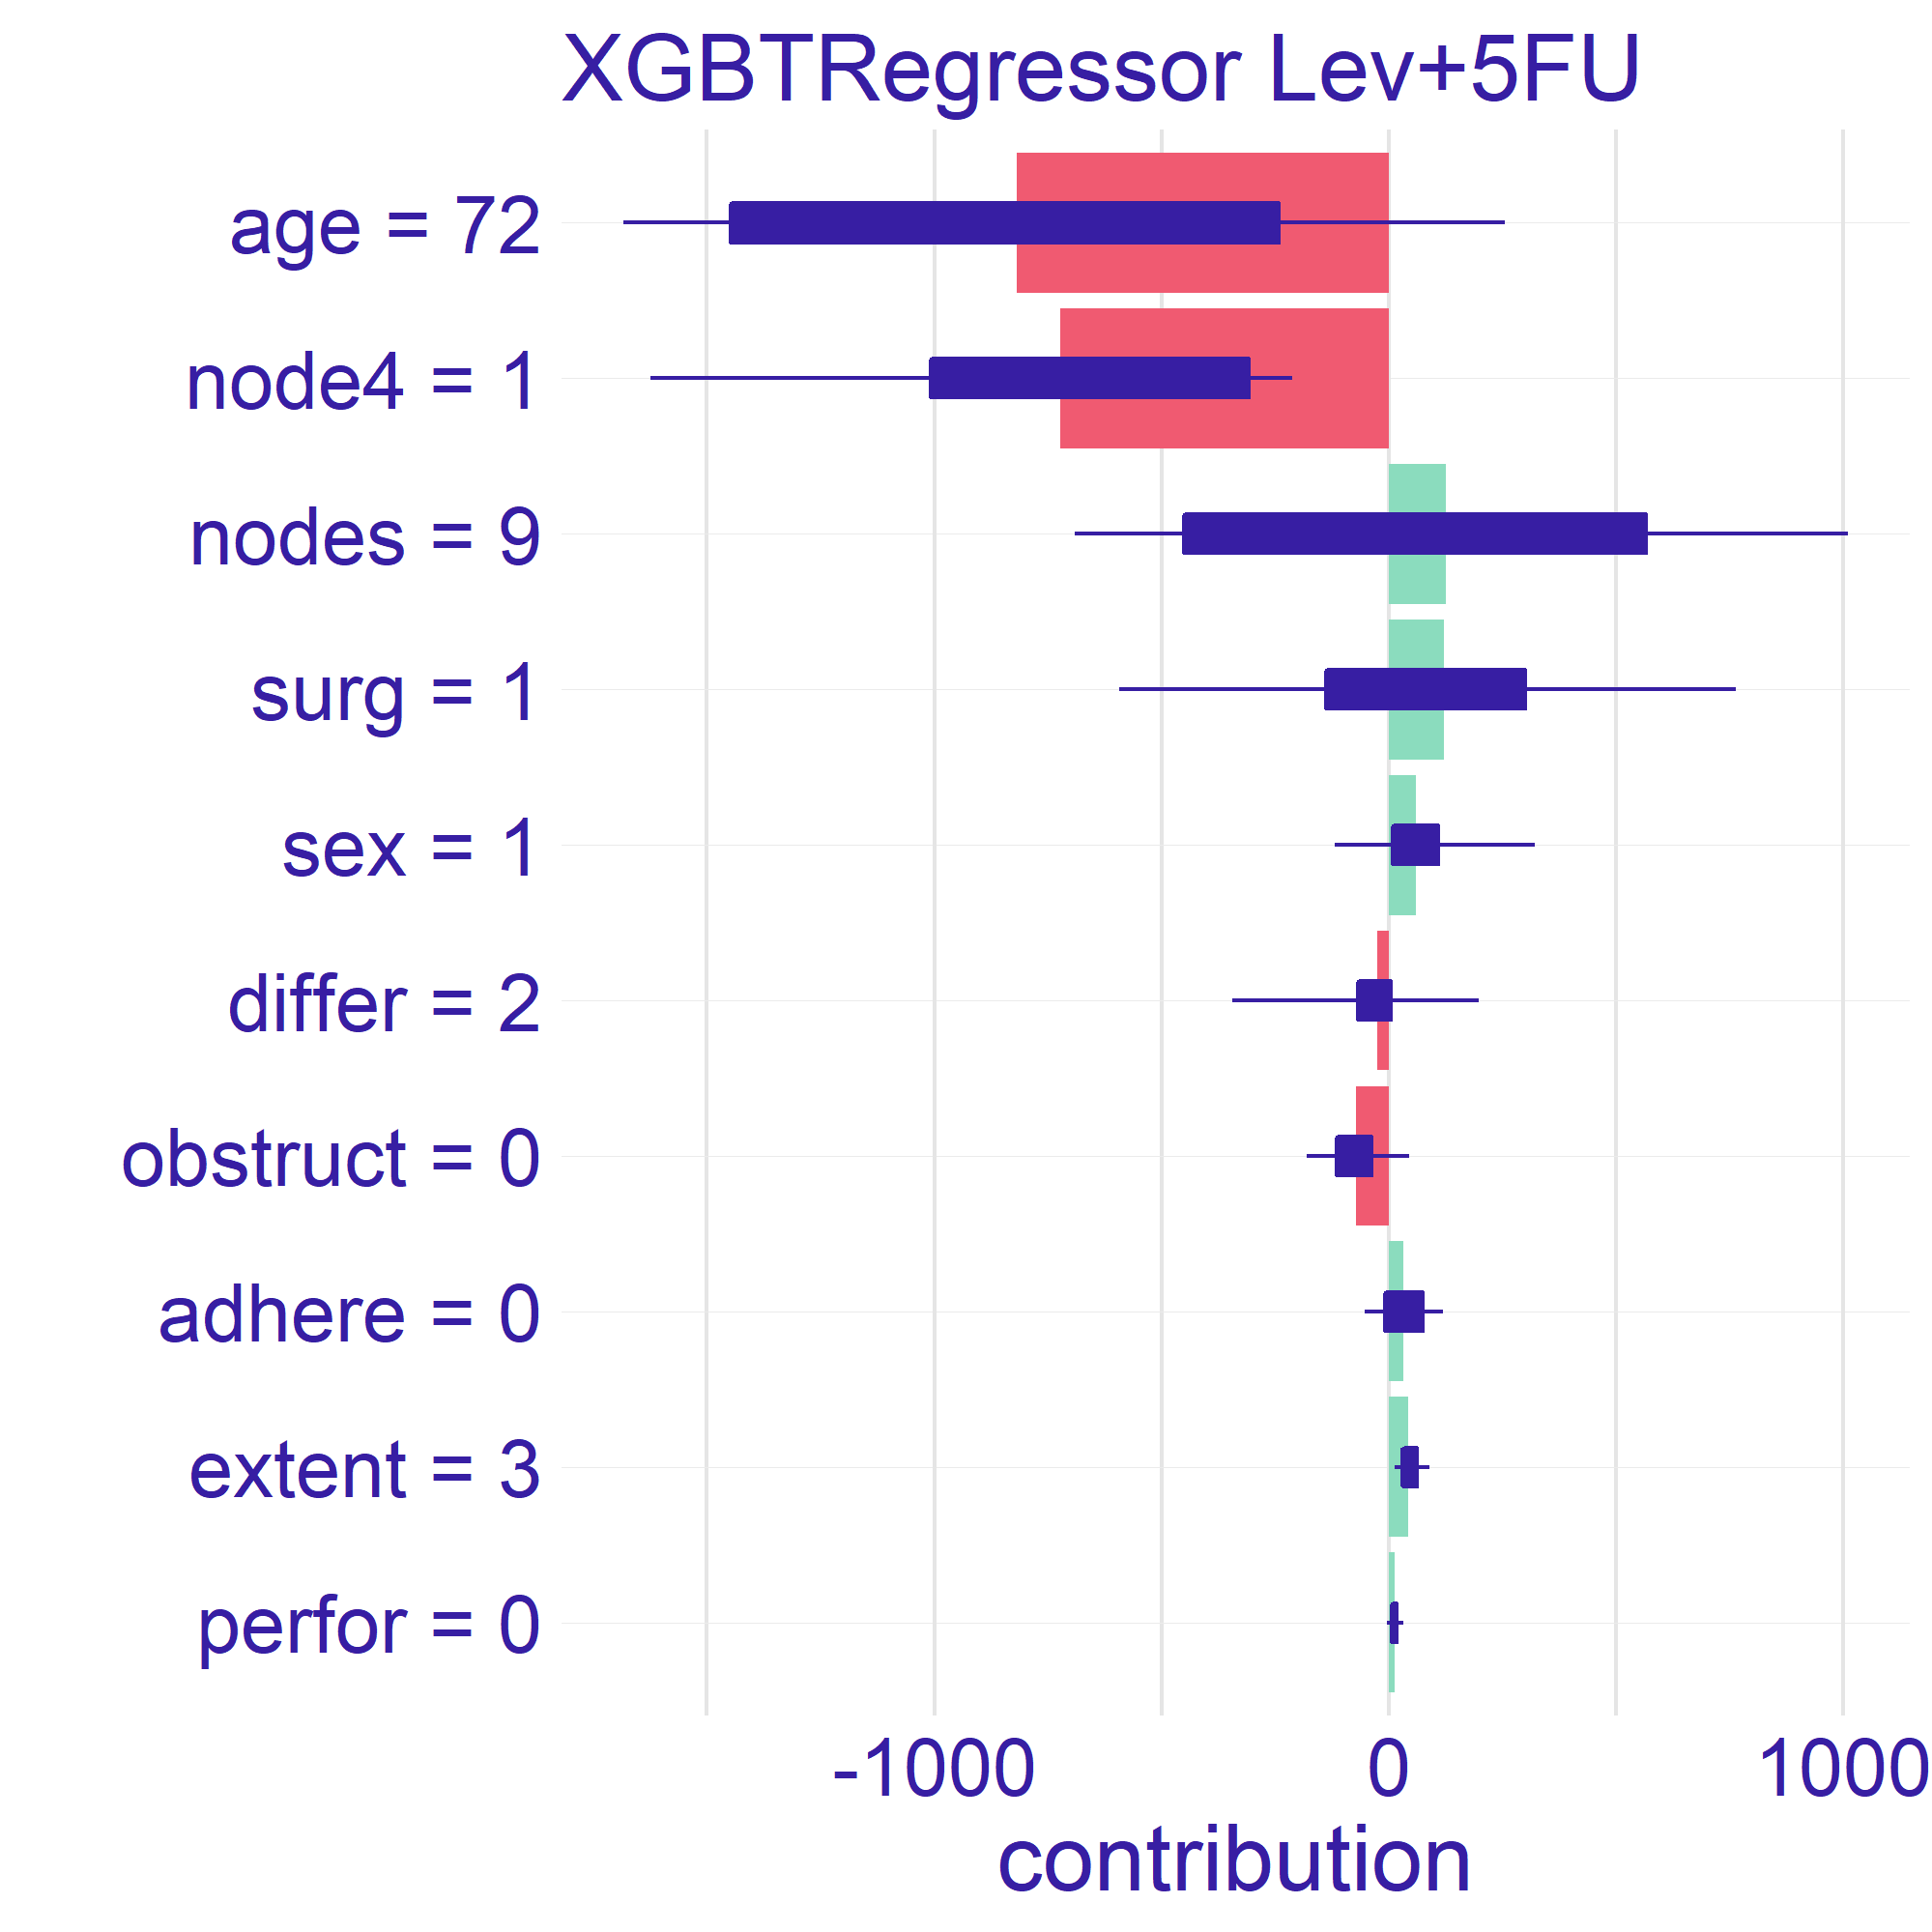 XGBTRegressor Lev+5FU
age = 72
node4 = 1
nodes = 9
surg = 1
sex = 1
differ = 2
obstruct = 0
adhere = 0
extent = 3
perfor = 0
-1000 0 1000
contribution